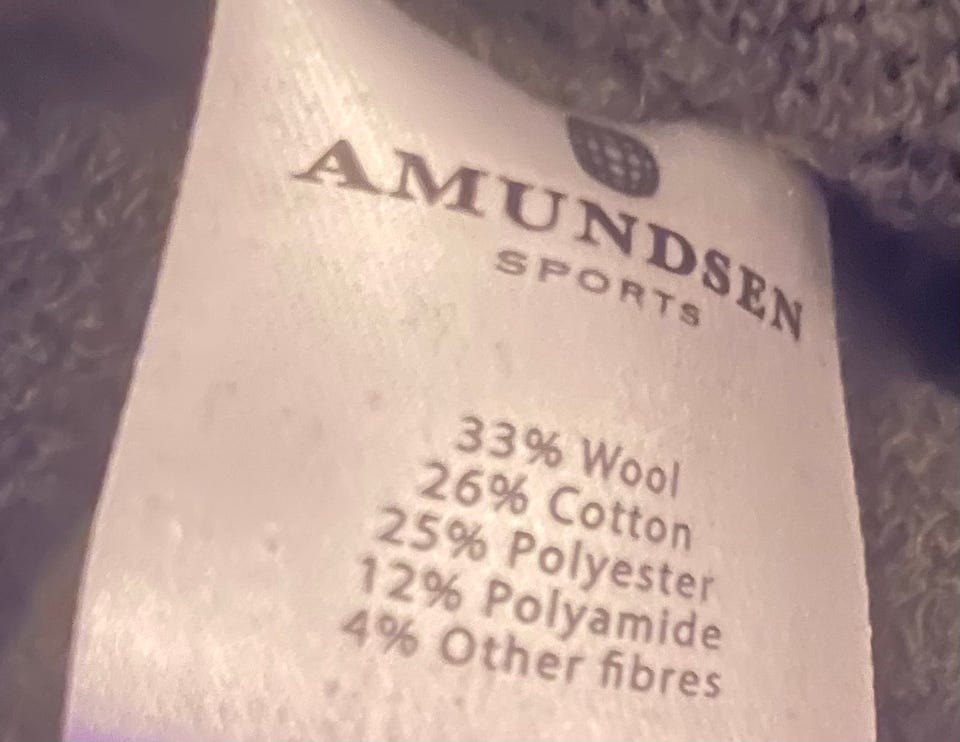 AMUNDSEN
SPORTS
33% Wool
26% Cotton
25% Polyester
12% Polyamide
4% Other fibres